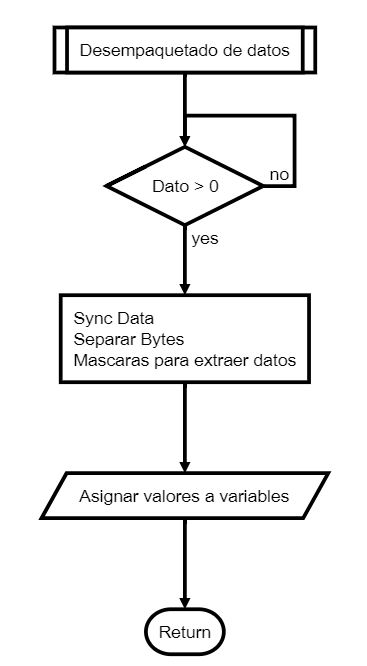 Desempaquetado de datos
Dato > 0
no
yes
Sync Data
Separar Bytes
Mascaras para extraer datos
Asignar valores a variables
Return